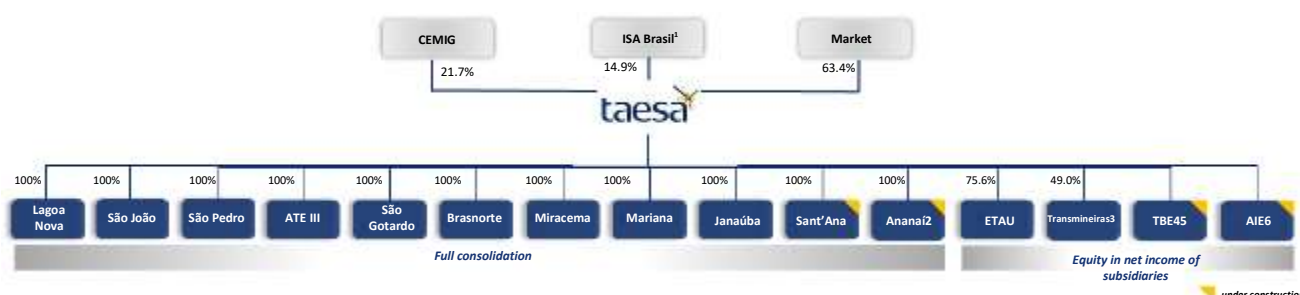 CEMIG
ISA Brasil¹
Market
21.7%
14.9%
63.4%
taesa
100%
100%
100%
100%
100%
100%
100%
100%
100%
100%
100%
75.6%
49.0%
Lagoa
Nova
São João
São Pedro
ATE III
São
Gotardo
Brasnorte
Miracema
Mariana
Janaúba
Sant'Ana
Ananaí2
ETAU
Transmineiras3
TBE45
AIE6
Full consolidation
Equity in net income of
subsidiaries
under constructio